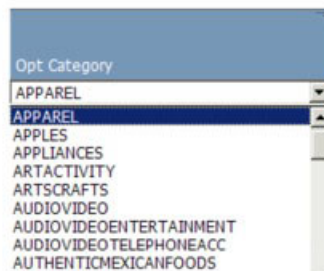 Opt Category
APPAREL
APPAREL
APPLES
APPLIANCES
ARTACTIVITY
ARTSCRAFTS
AUDIOVIDEO
AUDIOVIDEOENTERTAINMENT
AUDIOVIDEOTELEPHONEACC
AUTHENTICMEXICANFOODS